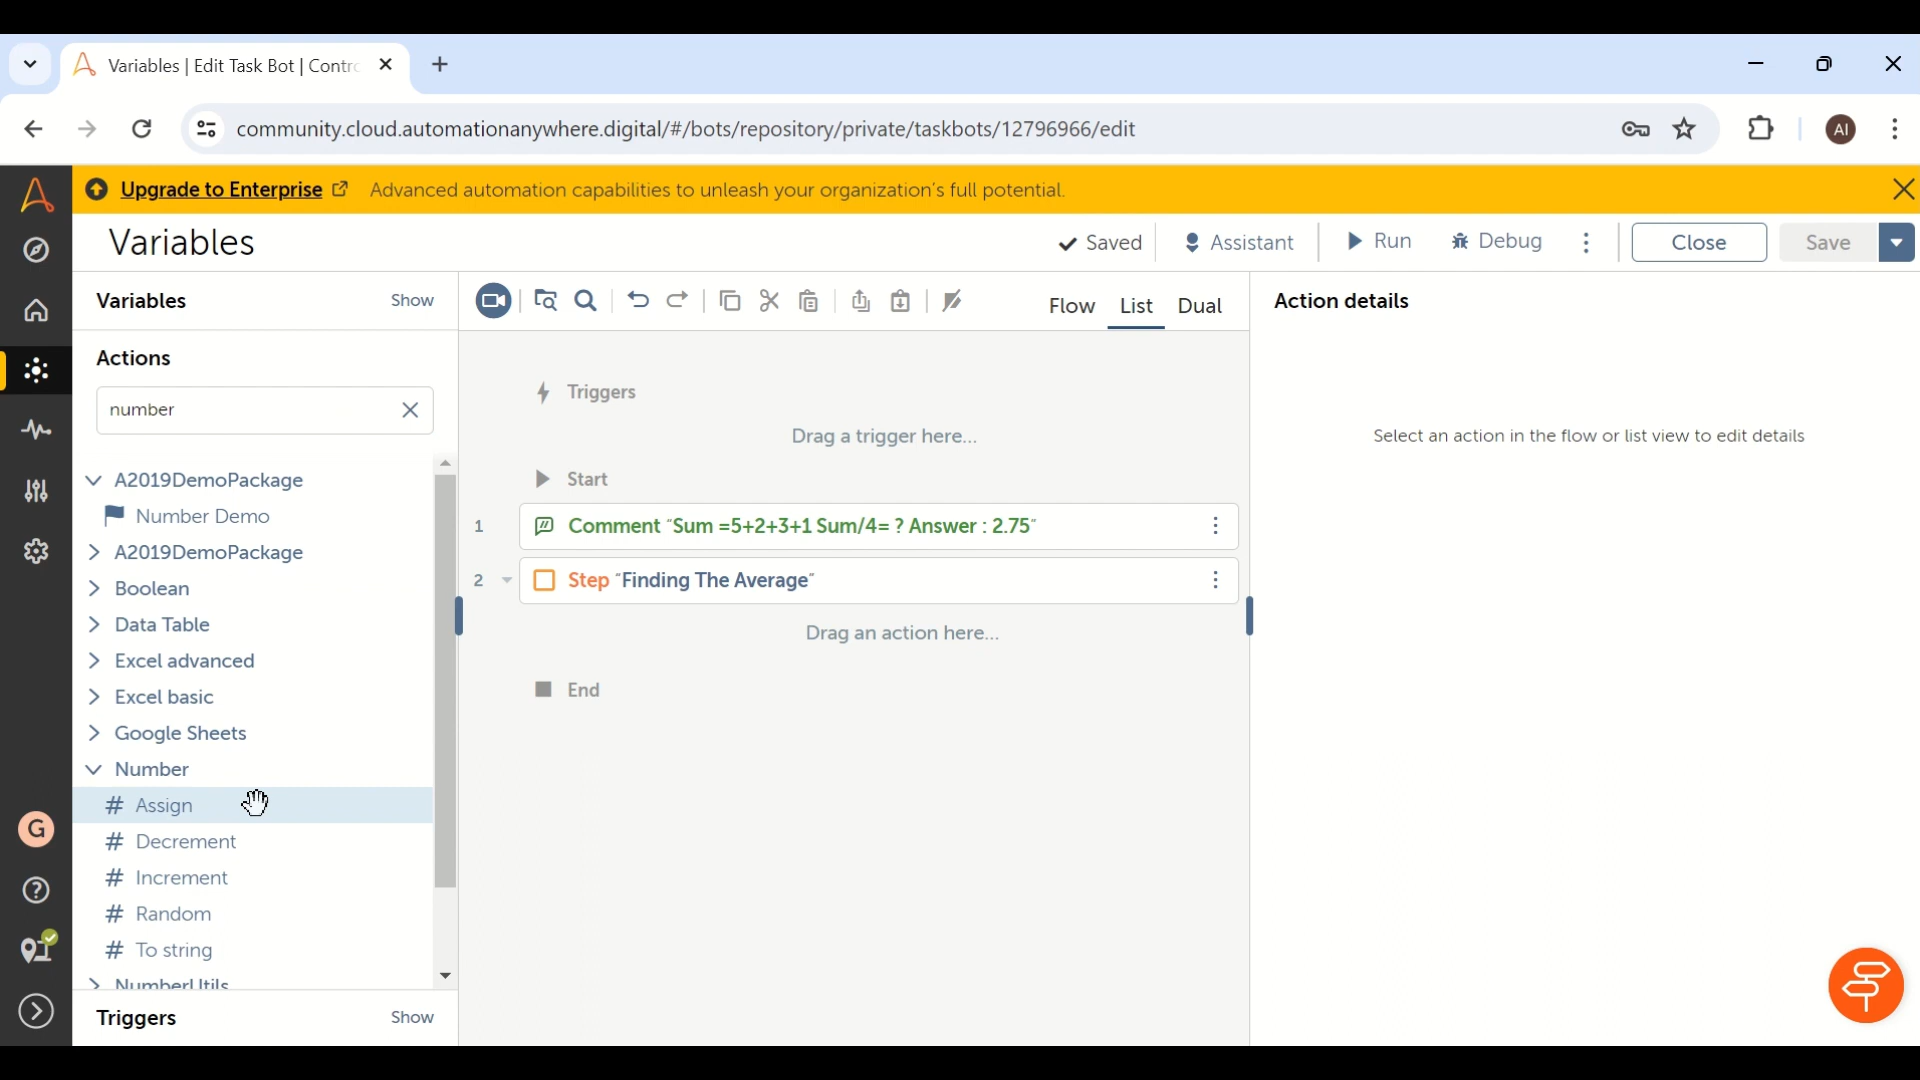 Variables | Edit Task Bot | Contro
community.cloud.automationanywhere.digital/#/bots/repository/private/taskbots/12796966/edit
AI
Upgrade to Enterprise Advanced automation capabilities to unleash your organization's full potential.
Variables
Saved
Assistant
Run
Debug
Close
Save
Variables
Show
Flow
List
Dual
Action details
Actions
number
Triggers
Drag a trigger here...
Select an action in the flow or list view to edit details
A2019DemoPackage
Number Demo
A2019DemoPackage
Boolean
Data Table
Excel advanced
Excel basic
Google Sheets
Number
# Assign
# Decrement
# Increment
# Random
# To string
NumberUtils
Start
1 Comment "Sum =5+2+3+1 Sum/4= ? Answer : 2.75"
2 Step "Finding The Average"
Drag an action here...
End
G
Triggers
Show